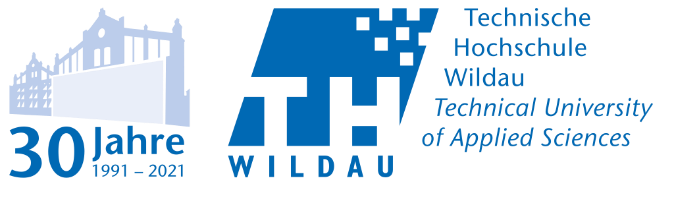 30 Jahre
1991 – 2021
TH
WILDAU
Technische
Hochschule
Wildau
Technical University
of Applied Sciences